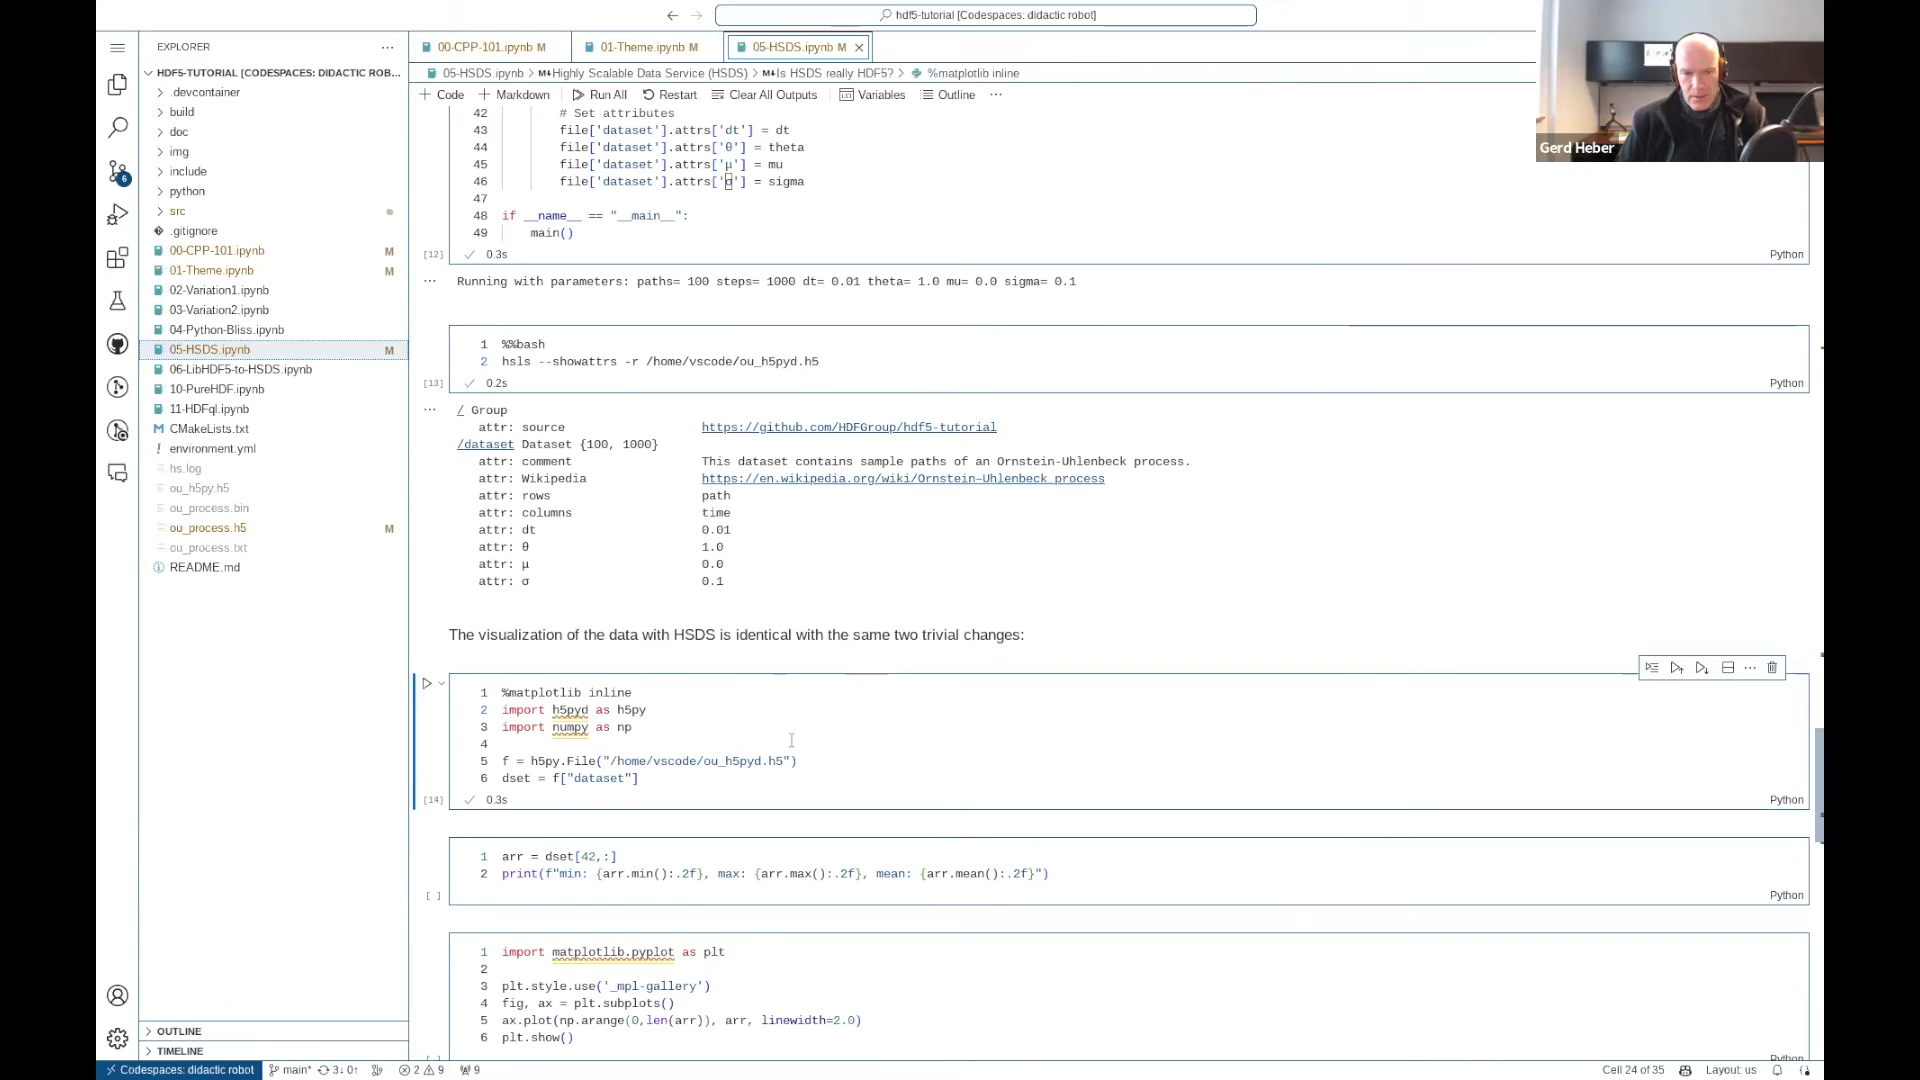 hdf5-tutorial [Codespaces: didactic robot]
EXPLORER
HDF5-TUTORIAL [CODESPACES: DIDACTIC ROB...
.devcontainer
build
doc
img
include
python
src
.gitignore
00-CPP-101.ipynb M
01-Theme.ipynb M
02-Variation1.ipynb
03-Variation2.ipynb
04-Python-Bliss.ipynb
05-HSDS.ipynb M
06-LibHDF5-to-HSDS.ipynb
10-PureHDF.ipynb
11-HDFql.ipynb
CMakeLists.txt
environment.yml
hs.log
ou_h5py.h5
ou_process.bin
ou_process.h5 M
ou_process.txt
README.md
OUTLINE
TIMELINE
6
00-CPP-101.ipynb M 01-Theme.ipynb M 05-HSDS.ipynb M
05-HSDS.ipynb > M↓Highly Scalable Data Service (HSDS) > M↓Is HSDS really HDF5? > %matplotlib inline
Code Markdown Run All Restart Clear All Outputs Variables Outline ...
42 # Set attributes
43 file['dataset'].attrs['dt'] = dt
44 file['dataset'].attrs['θ'] = theta
45 file['dataset'].attrs['μ'] = mu
46 file['dataset'].attrs['σ'] = sigma
47
48 if __name__ == "__main__":
49 main()
[12] 0.3s Python
Running with parameters: paths= 100 steps= 1000 dt= 0.01 theta= 1.0 mu= 0.0 sigma= 0.1
1 %%bash
2 hsls --showattrs -r /home/vscode/ou_h5pyd.h5
[13] 0.2s Python
/ Group
attr: source https://github.com/HDFGroup/hdf5-tutorial
/dataset Dataset {100, 1000}
attr: comment This dataset contains sample paths of an Ornstein-Uhlenbeck process.
attr: Wikipedia https://en.wikipedia.org/wiki/Ornstein–Uhlenbeck_process
attr: rows path
attr: columns time
attr: dt 0.01
attr: θ 1.0
attr: μ 0.0
attr: σ 0.1
The visualization of the data with HSDS is identical with the same two trivial changes:
1 %matplotlib inline
2 import h5pyd as h5py
3 import numpy as np
4
5 f = h5py.File("/home/vscode/ou_h5pyd.h5")
6 dset = f["dataset"]
[14] 0.3s Python
1 arr = dset[42,:]
2 print(f"min: {arr.min():.2f}, max: {arr.max():.2f}, mean: {arr.mean():.2f}")
[ ] Python
1 import matplotlib.pyplot as plt
2
3 plt.style.use('_mpl-gallery')
4 fig, ax = plt.subplots()
5 ax.plot(np.arange(0,len(arr)), arr, linewidth=2.0)
6 plt.show()
[ ] Python
Gerd Heber
Codespaces: didactic robot main* 3↓ 0↑ 2 9 9 Cell 24 of 35 Layout: us